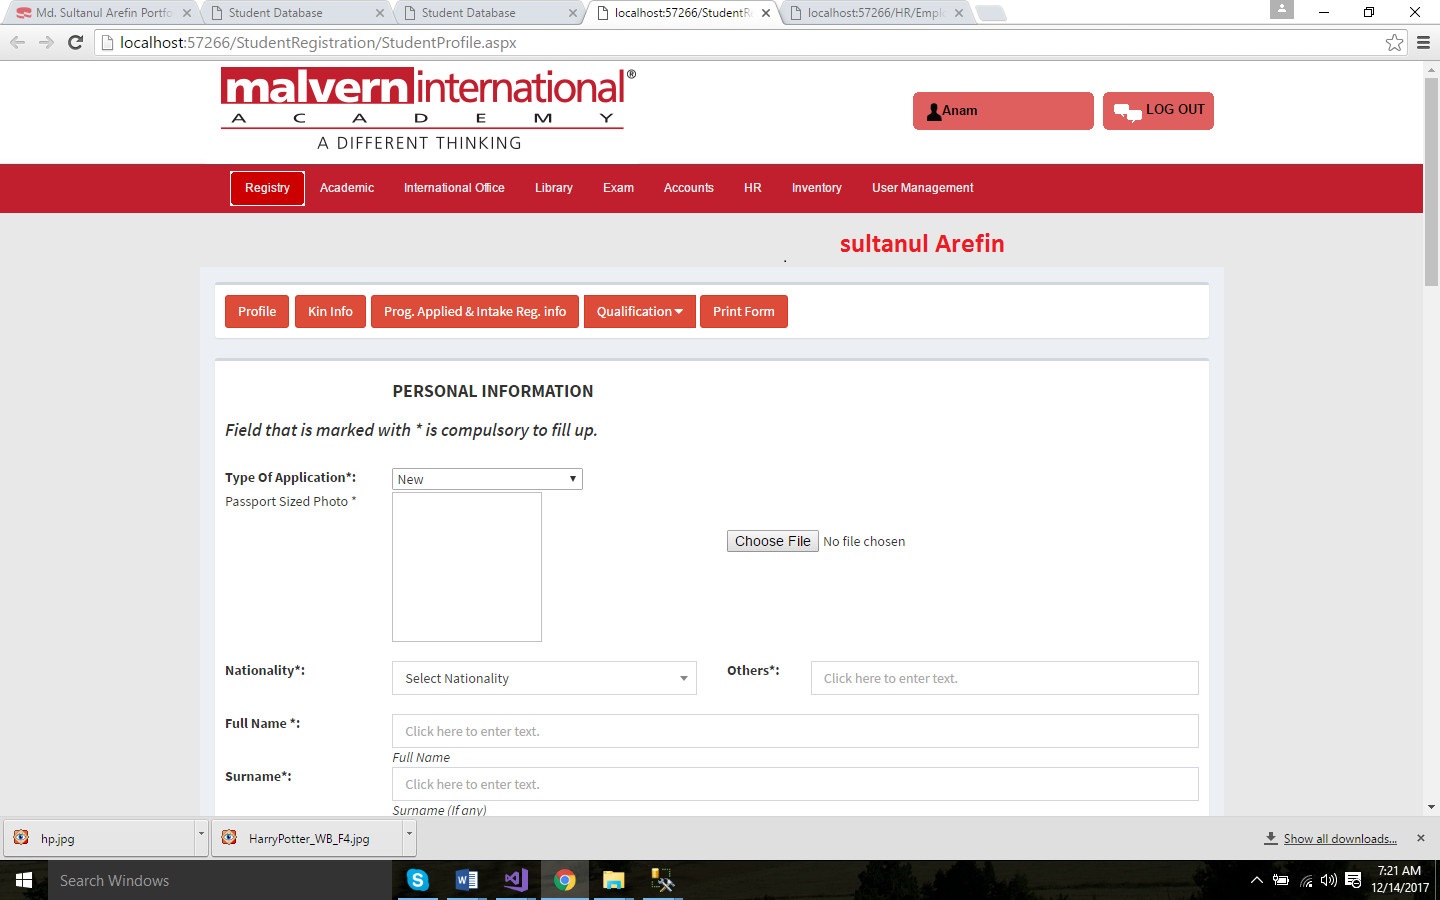 Md. Sultanul Arefin Portfo
Student Database
Student Database
localhost:57266/StudentRe
localhost:57266/HR/Emplo
localhost:57266/StudentRegistration/StudentProfile.aspx
malvern international®
ACADEMY
A DIFFERENT THINKING
Anam
LOG OUT
Registry Academic International Office Library Exam Accounts HR Inventory User Management
sultanul Arefin
.
Profile Kin Info Prog. Applied & Intake Reg. info Qualification Print Form
PERSONAL INFORMATION
Field that is marked with * is compulsory to fill up.
Type Of Application*: New
Passport Sized Photo *
Choose File No file chosen
Nationality*: Select Nationality Others*: Click here to enter text.
Full Name *: Click here to enter text.
Full Name
Surname*: Click here to enter text.
Surname (If any)
hp.jpg HarryPotter_WB_F4.jpg Show all downloads...
Search Windows
7:21 AM
12/14/2017